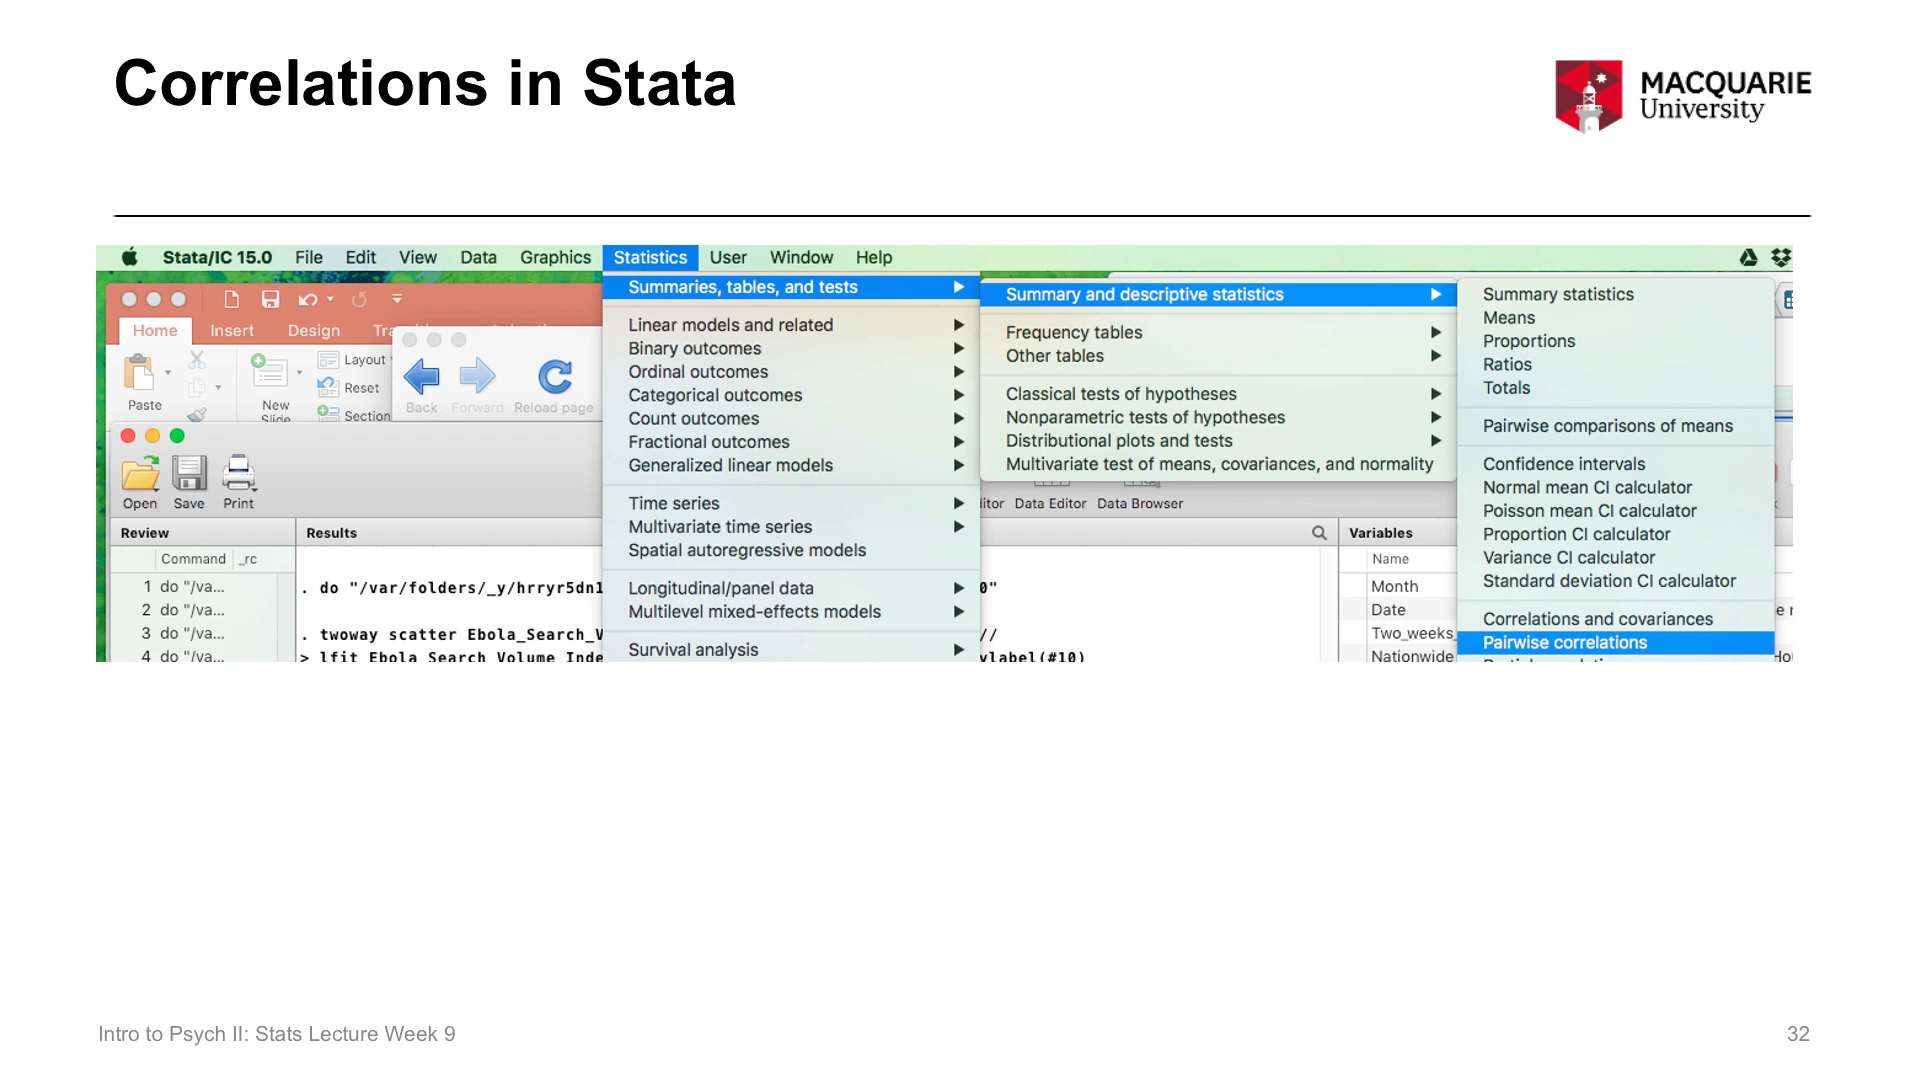 Correlations in Stata
MACQUARIE
University
Stata/IC 15.0 File Edit View Data Graphics Statistics User Window Help
Home Insert Design
Paste
New
Layout
Reset
Section
Back Forward Reload page
Open Save Print
Summaries, tables, and tests
Linear models and related
Binary outcomes
Ordinal outcomes
Categorical outcomes
Count outcomes
Fractional outcomes
Generalized linear models
Time series
Multivariate time series
Spatial autoregressive models
Longitudinal/panel data
Multilevel mixed-effects models
Survival analysis
Summary and descriptive statistics
Frequency tables
Other tables
Classical tests of hypotheses
Nonparametric tests of hypotheses
Distributional plots and tests
Multivariate test of means, covariances, and normality
Summary statistics
Means
Proportions
Ratios
Totals
Pairwise comparisons of means
Confidence intervals
Normal mean CI calculator
Poisson mean CI calculator
Proportion CI calculator
Variance CI calculator
Standard deviation CI calculator
Correlations and covariances
Pairwise correlations
itor Data Editor Data Browser
Review
Command _rc
1 do "/va...
2 do "/va...
3 do "/va...
4 do "/va...
Results
. do "/var/folders/_y/hrryr5dn1 0"
. twoway scatter Ebola_Search_V //
> lfit Ebola_Search_Volume_Inde ylabel(#10)
Variables
Name
Month
Date
Two_weeks_
Nationwide
Intro to Psych II: Stats Lecture Week 9
32